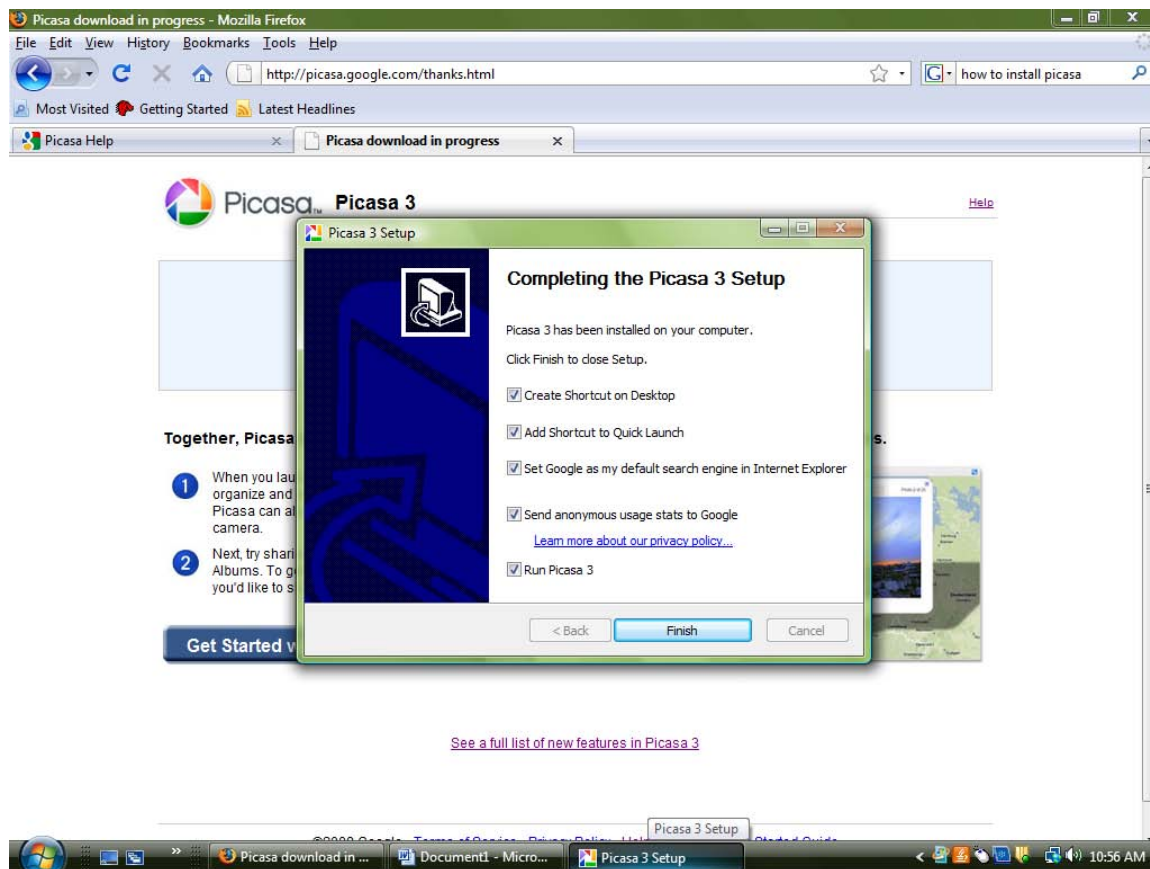 Picasa download in progress - Mozilla Firefox
File Edit View History Bookmarks Tools Help
http://picasa.google.com/thanks.html
how to install picasa
Most Visited Getting Started Latest Headlines
Picasa Help
Picasa download in progress
Picasa™ Picasa 3
Help
Picasa 3 Setup
Completing the Picasa 3 Setup
Picasa 3 has been installed on your computer.
Click Finish to close Setup.
Create Shortcut on Desktop
Add Shortcut to Quick Launch
Set Google as my default search engine in Internet Explorer
Send anonymous usage stats to Google
Learn more about our privacy policy...
Run Picasa 3
< Back Finish Cancel
Together, Picasa
s.
1 When you lau
organize and
Picasa can al
camera.
2 Next, try shari
Albums. To g
you'd like to s
Get Started
See a full list of new features in Picasa 3
Picasa 3 Setup
Picasa download in ...
Document1 - Micro...
Picasa 3 Setup
10:56 AM